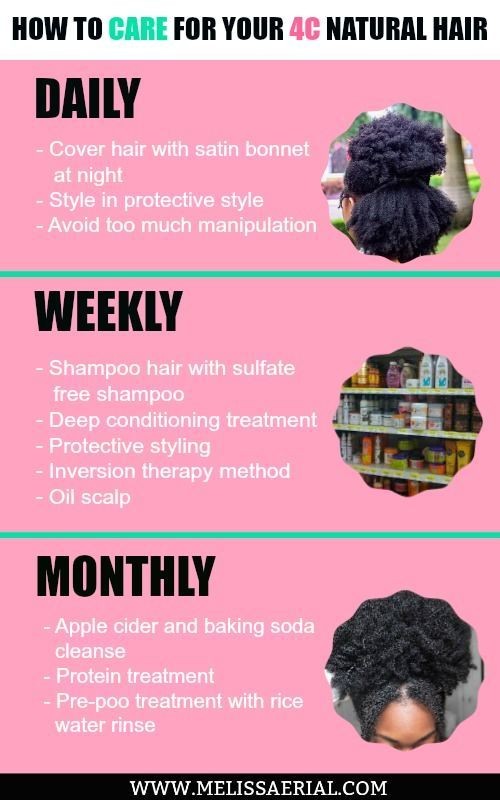 HOW TO CARE FOR YOUR 4C NATURAL HAIR
DAILY
- Cover hair with satin bonnet
at night
- Style in protective style
- Avoid too much manipulation
WEEKLY
- Shampoo hair with sulfate
free shampoo
- Deep conditioning treatment
- Protective styling
- Inversion therapy method
- Oil scalp
MONTHLY
- Apple cider and baking soda
cleanse
- Protein treatment
- Pre-poo treatment with rice
water rinse
WWW.MELISSAERIAL.COM